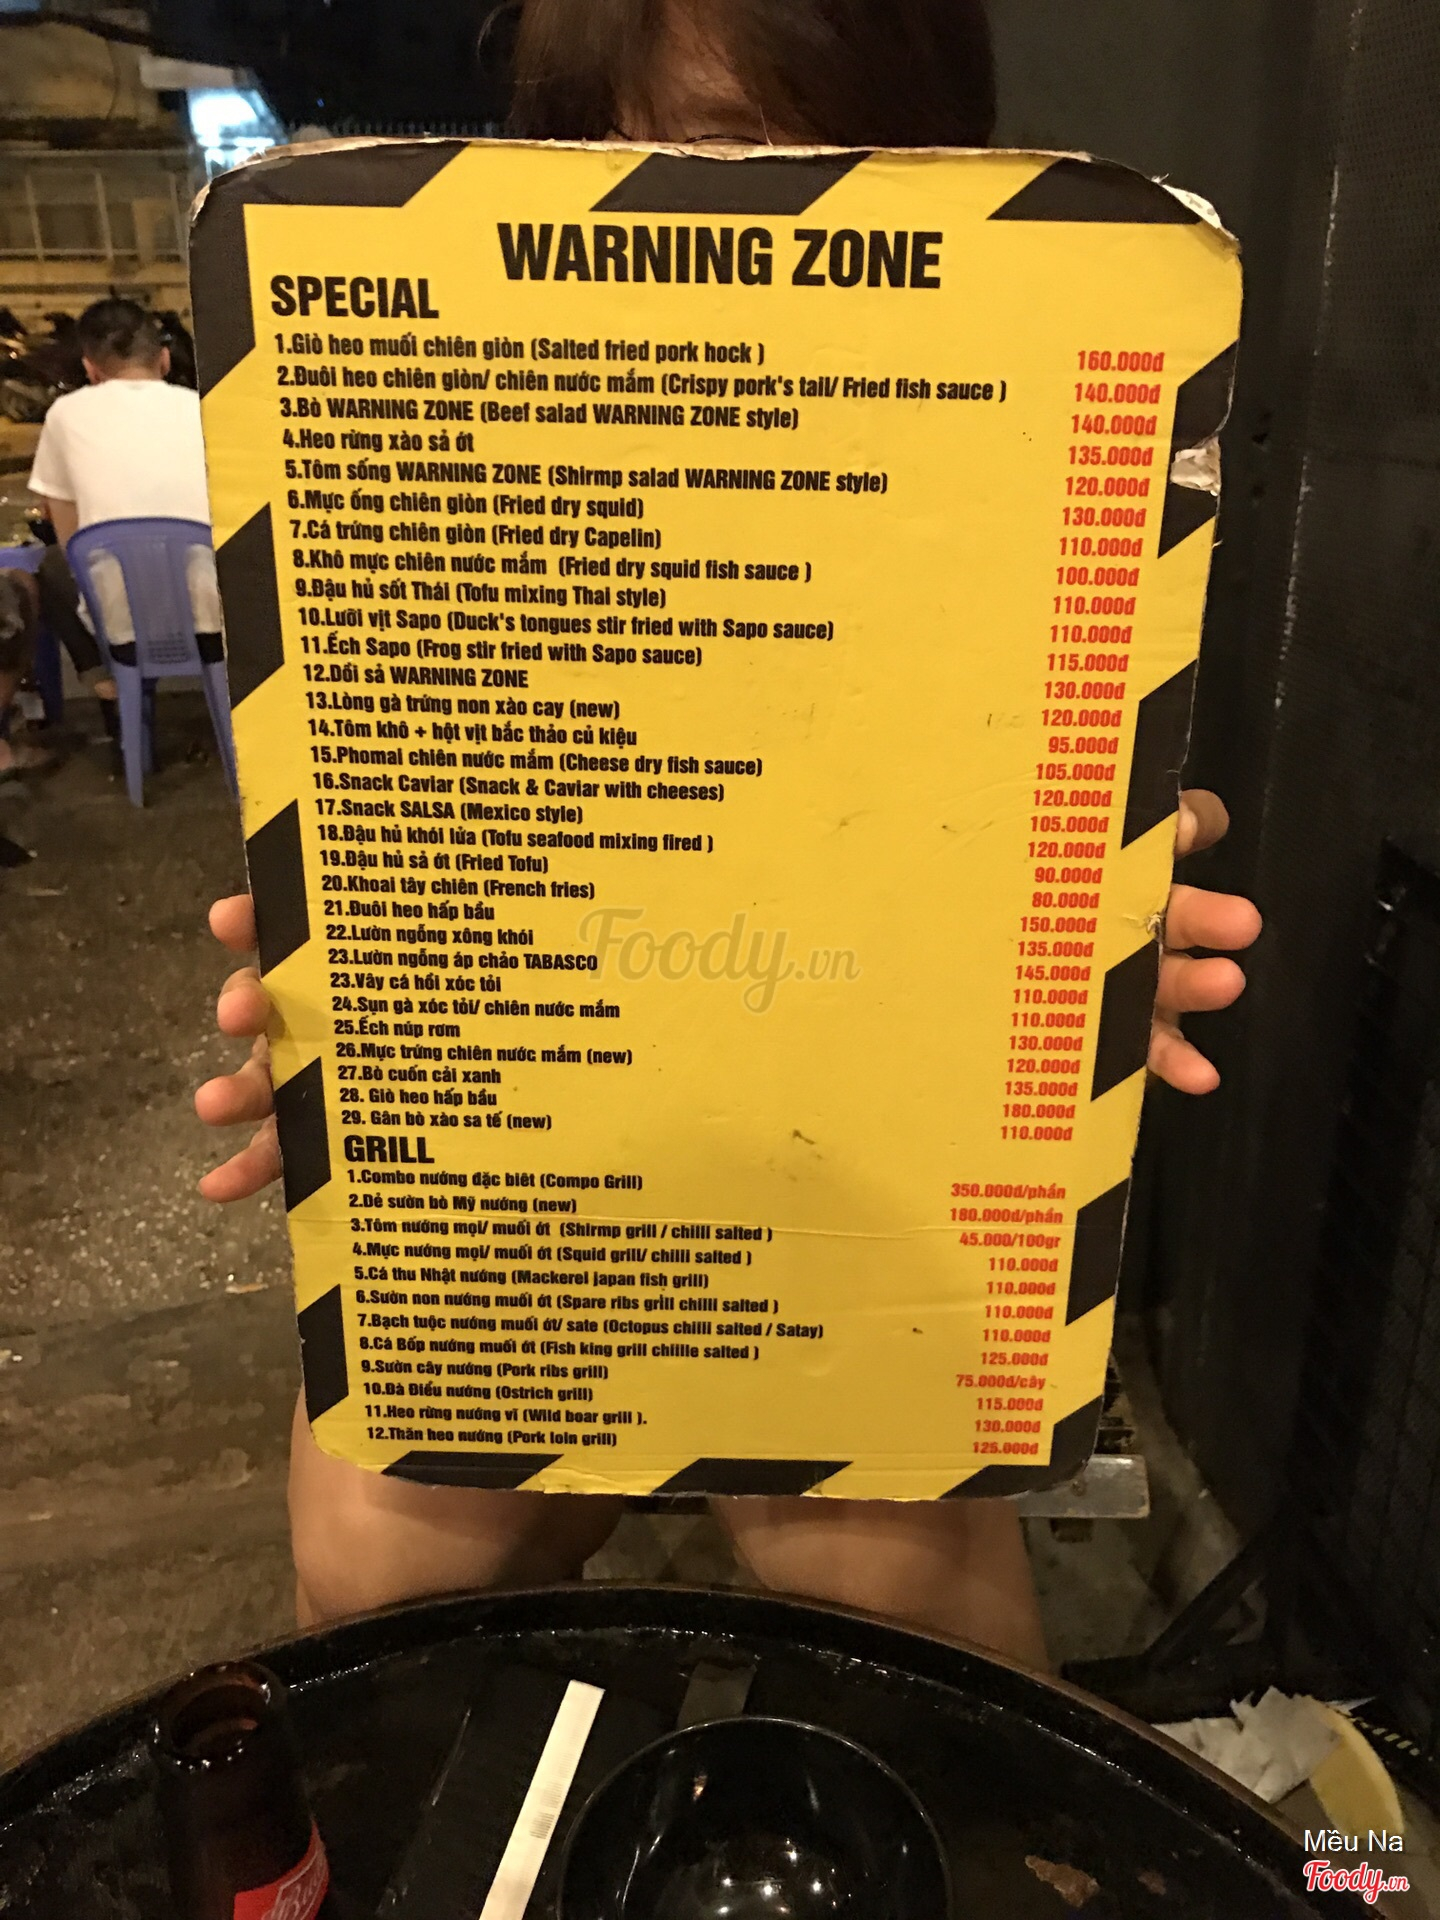 WARNING ZONE
SPECIAL
1.Giò heo muối chiên giòn (Salted fried pork hock ) 160.000đ
2.Đuôi heo chiên giòn/ chiên nước mắm (Crispy pork's tail/ Fried fish sauce ) 140.000đ
3.Bò WARNING ZONE (Beef salad WARNING ZONE style) 140.000đ
4.Heo rừng xào sả ớt 135.000đ
5.Tôm sống WARNING ZONE (Shirmp salad WARNING ZONE style) 120.000đ
6.Mực ống chiên giòn (Fried dry squid) 130.000đ
7.Cá trứng chiên giòn (Fried dry Capelin) 110.000đ
8.Khô mực chiên nước mắm (Fried dry squid fish sauce ) 100.000đ
9.Đậu hủ sốt Thái (Tofu mixing Thai style) 110.000đ
10.Lưỡi vịt Sapo (Duck's tongues stir fried with Sapo sauce) 110.000đ
11.Ếch Sapo (Frog stir fried with Sapo sauce) 115.000đ
12.Dồi sả WARNING ZONE 130.000đ
13.Lòng gà trứng non xào cay (new) 120.000đ
14.Tôm khô + hột vịt bắc thảo củ kiệu 95.000đ
15.Phomai chiên nước mắm (Cheese dry fish sauce) 105.000đ
16.Snack Caviar (Snack & Caviar with cheeses) 120.000đ
17.Snack SALSA (Mexico style) 105.000đ
18.Đậu hủ khói lửa (Tofu seafood mixing fired ) 120.000đ
19.Đậu hủ sả ớt (Fried Tofu) 90.000đ
20.Khoai tây chiên (French fries) 80.000đ
21.Đuôi heo hấp bầu 150.000đ
22.Lườn ngỗng xông khói 135.000đ
23.Lườn ngỗng áp chảo TABASCO 145.000đ
23.Vây cá hồi xóc tỏi 110.000đ
24.Sụn gà xóc tỏi/ chiên nước mắm 110.000đ
25.Ếch núp rơm 130.000đ
26.Mực trứng chiên nước mắm (new) 120.000đ
27.Bò cuốn cải xanh 135.000đ
28. Giò heo hấp bầu 180.000đ
29. Gân bò xào sa tế (new) 110.000đ
GRILL
1.Combo nướng đặc biêt (Compo Grill) 350.000đ/phần
2.Dẻ sườn bò Mỹ nướng (new) 180.000đ/phần
3.Tôm nướng mọi/ muối ớt (Shirmp grill / chilli salted ) 45.000/100gr
4.Mực nướng mọi/ muối ớt (Squid grill/ chilli salted ) 110.000đ
5.Cá thu Nhật nướng (Mackerel japan fish grill) 110.000đ
6.Sườn non nướng muối ớt (Spare ribs grill chilli salted ) 110.000đ
7.Bạch tuộc nướng muối ớt/ sate (Octopus chilli salted / Satay) 110.000đ
8.Cá Bốp nướng muối ớt (Fish king grill chillie salted ) 125.000đ
9.Sườn cây nướng (Pork ribs grill) 75.000đ/cây
10.Đà Điểu nướng (Ostrich grill) 115.000đ
11.Heo rừng nướng vĩ (Wild boar grill ). 130.000đ
12.Thăn heo nướng (Pork loin grill) 125.000đ
Foody.vn
Mều Na
Foody.vn